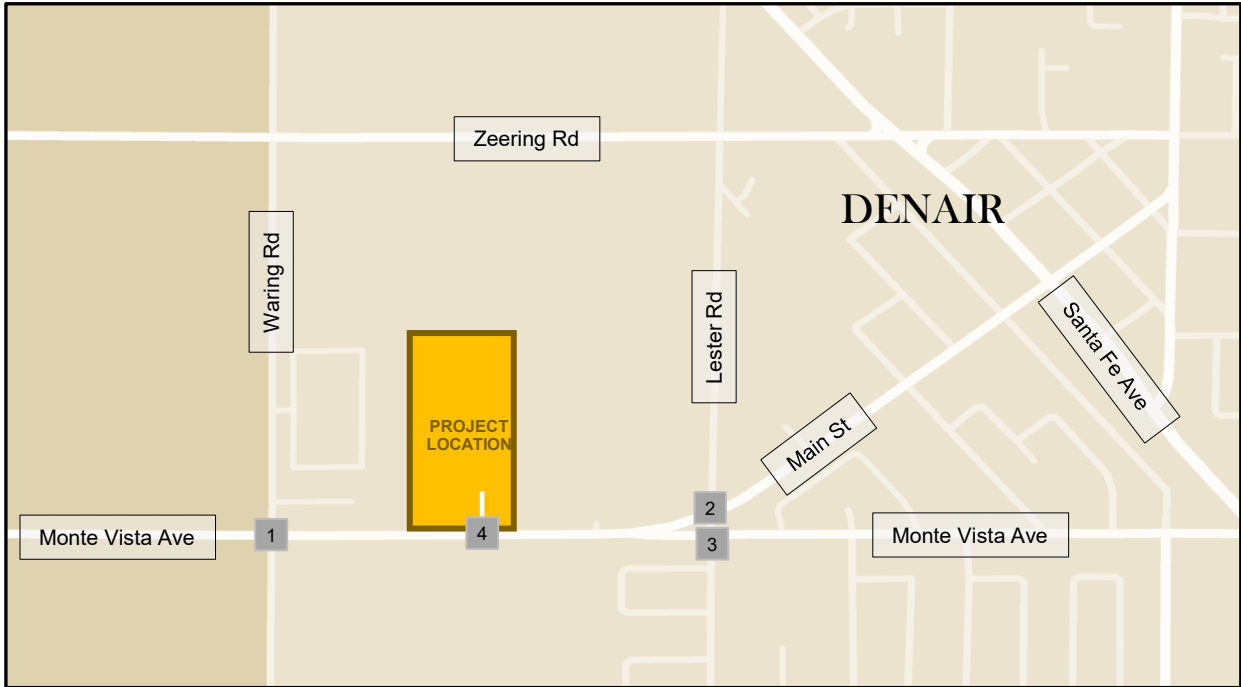 Zeering Rd
DENAIR
Waring Rd
Lester Rd
Santa Fe Ave
Main St
PROJECT
LOCATION
Monte Vista Ave
1
4
2
3
Monte Vista Ave